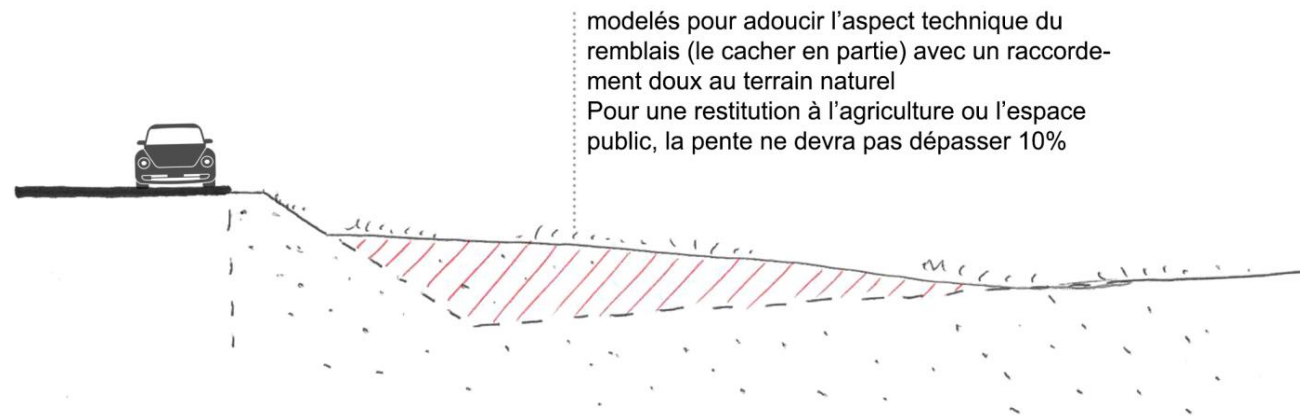 modelés pour adoucir l’aspect technique du
remblais (le cacher en partie) avec un raccorde-
ment doux au terrain naturel
Pour une restitution à l’agriculture ou l’espace
public, la pente ne devra pas dépasser 10%